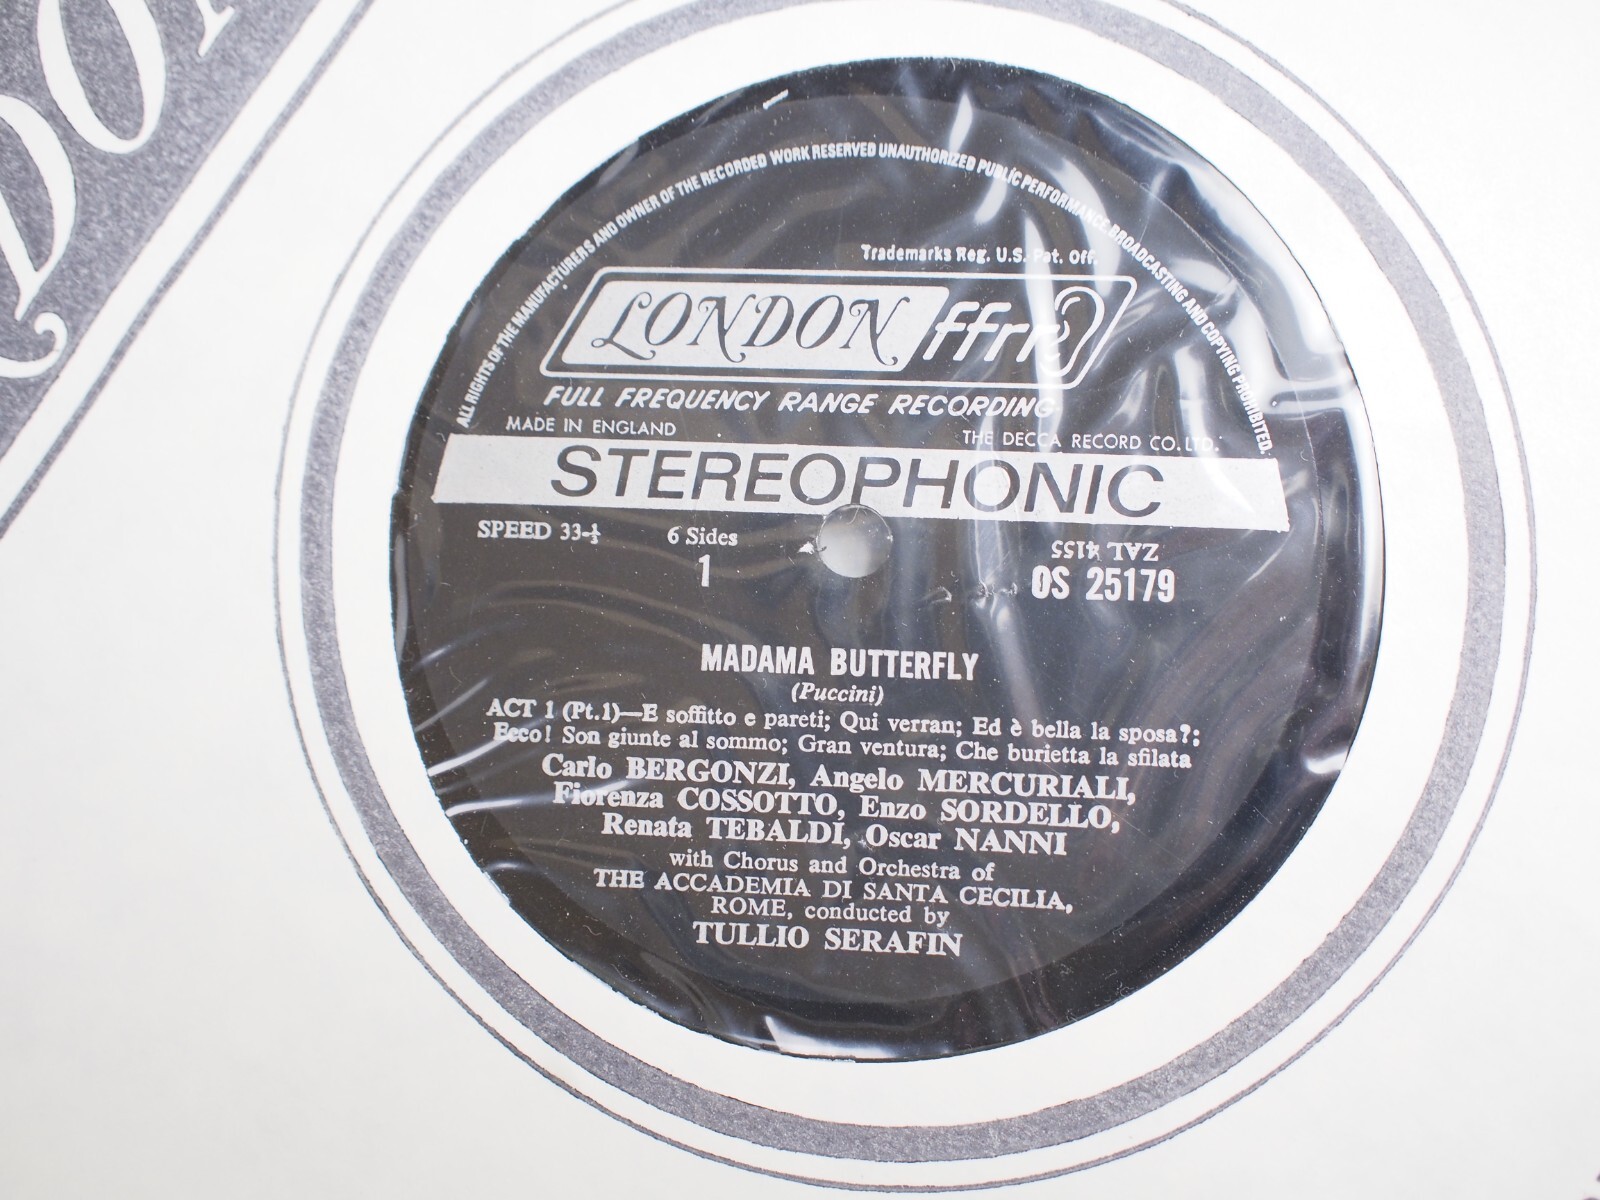 LONDON
ALL RIGHTS OF THE MANUFACTURERS AND OWNER OF THE RECORDED WORK RESERVED UNAUTHORIZED PUBLIC PERFORMANCE BROADCASTING AND COPYING PROHIBITED
Trademarks Reg. U.S. Pat. Off.
LONDON ffrr
FULL FREQUENCY RANGE RECORDING
MADE IN ENGLAND THE DECCA RECORD CO. LTD.
STEREOPHONIC
SPEED 33-⅓ 6 Sides ZAL 4155
1 OS 25179
MADAMA BUTTERFLY
(Puccini)
ACT 1 (Pt.1)—E soffitto e pareti; Qui verran; Ed è bella la sposa?;
Ecco! Son giunte al sommo; Gran ventura; Che burietta la sfilata
Carlo BERGONZI, Angelo MERCURIALI,
Fiorenza COSSOTTO, Enzo SORDELLO,
Renata TEBALDI, Oscar NANNI
with Chorus and Orchestra of
THE ACCADEMIA DI SANTA CECILIA,
ROME, conducted by
TULLIO SERAFIN